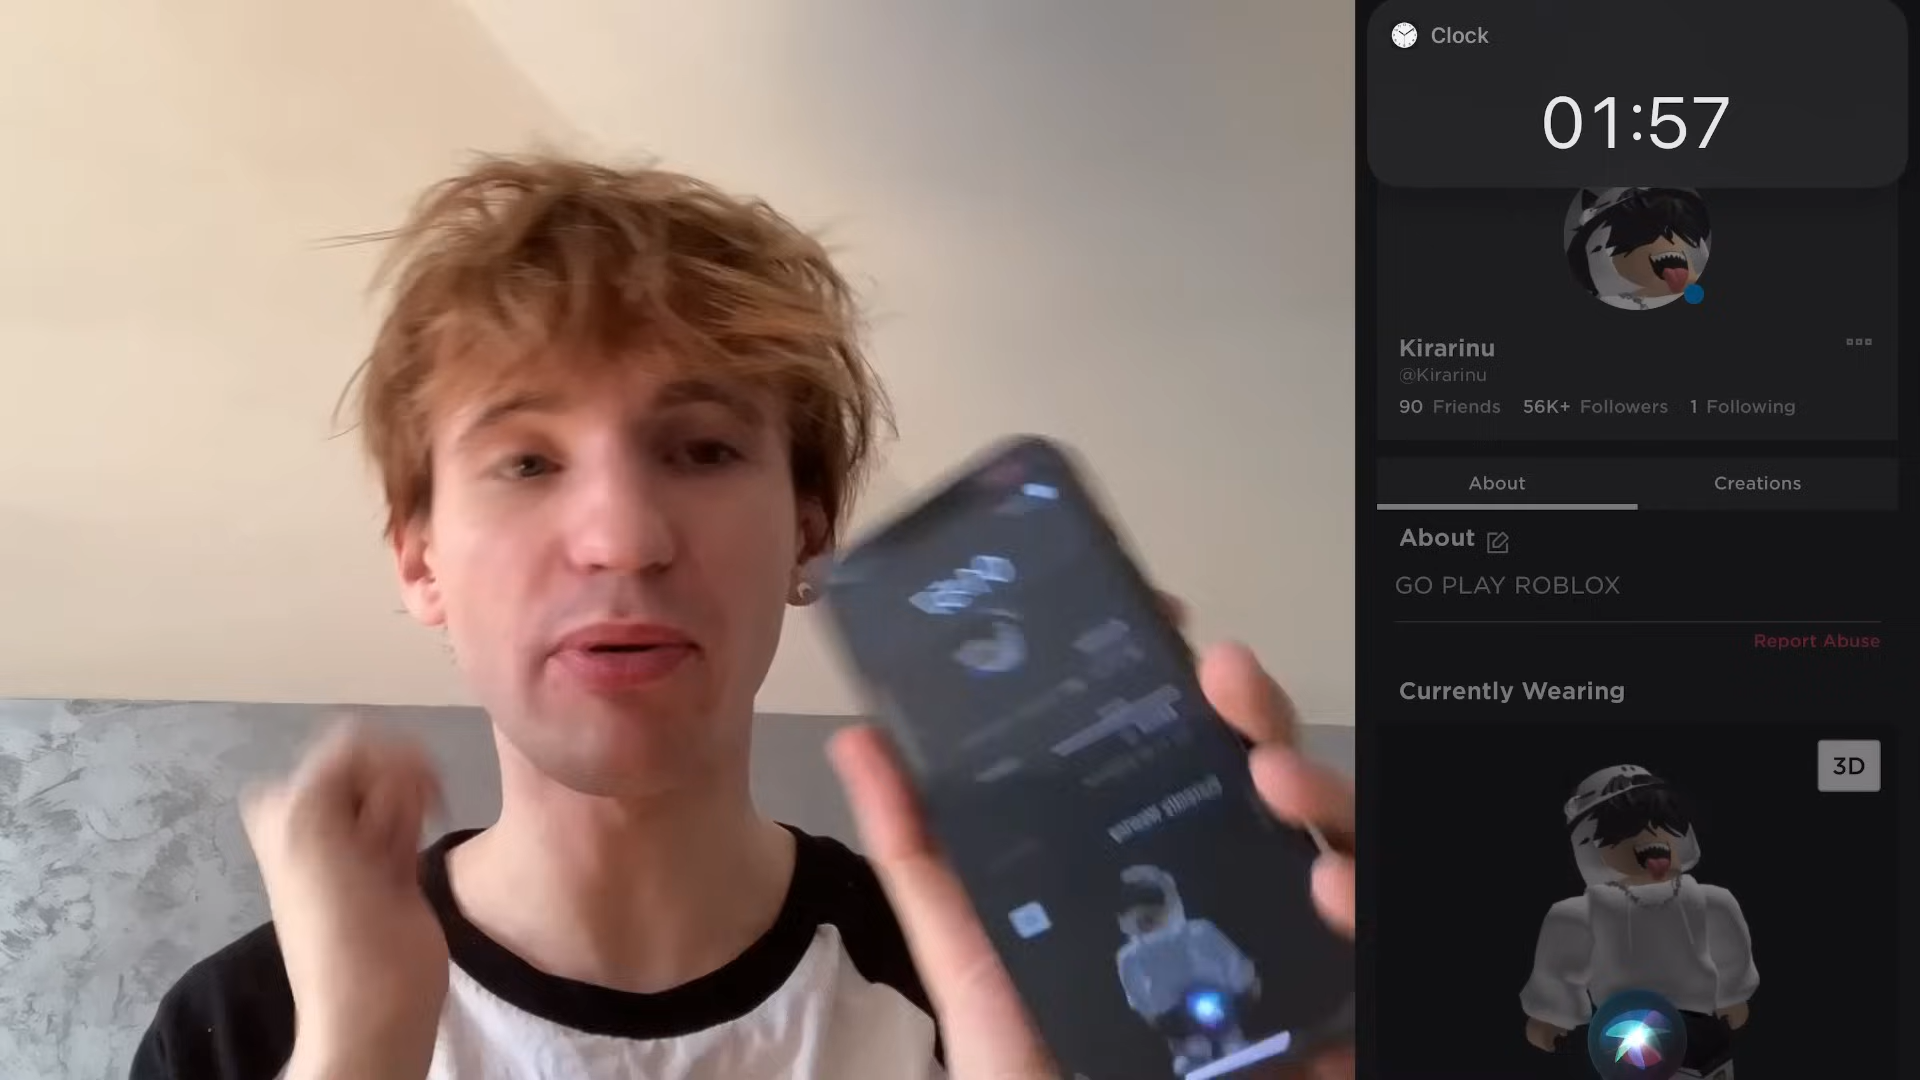 Clock
01:57
Kirarinu
@Kirarinu
90 Friends 56K+ Followers 1 Following
About Creations
About
GO PLAY ROBLOX
Report Abuse
Currently Wearing
3D